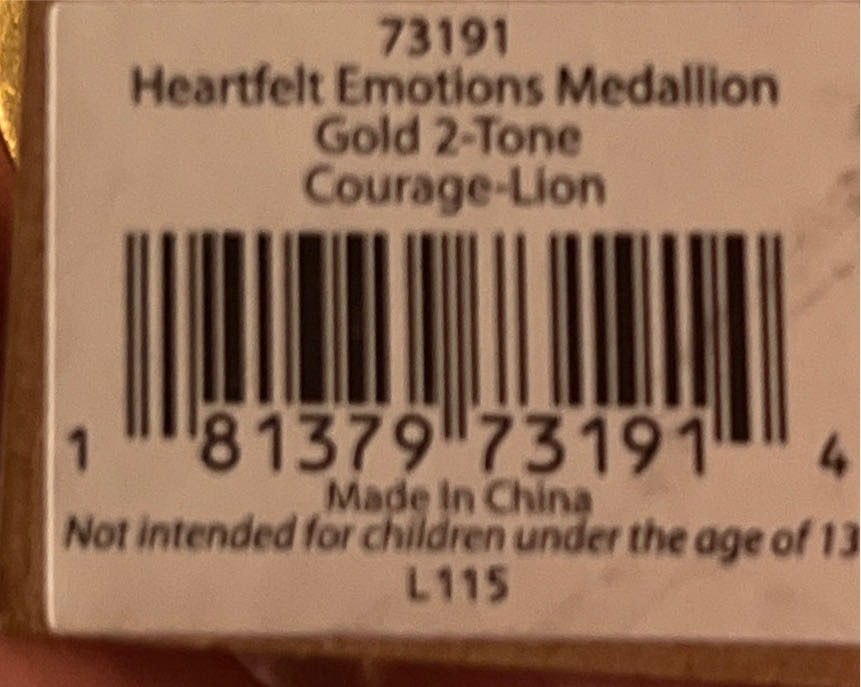 73191
Heartfelt Emotions Medallion
Gold 2-Tone
Courage-Lion
1 81379 73191 4
Made In China
Not intended for children under the age of 13
L115